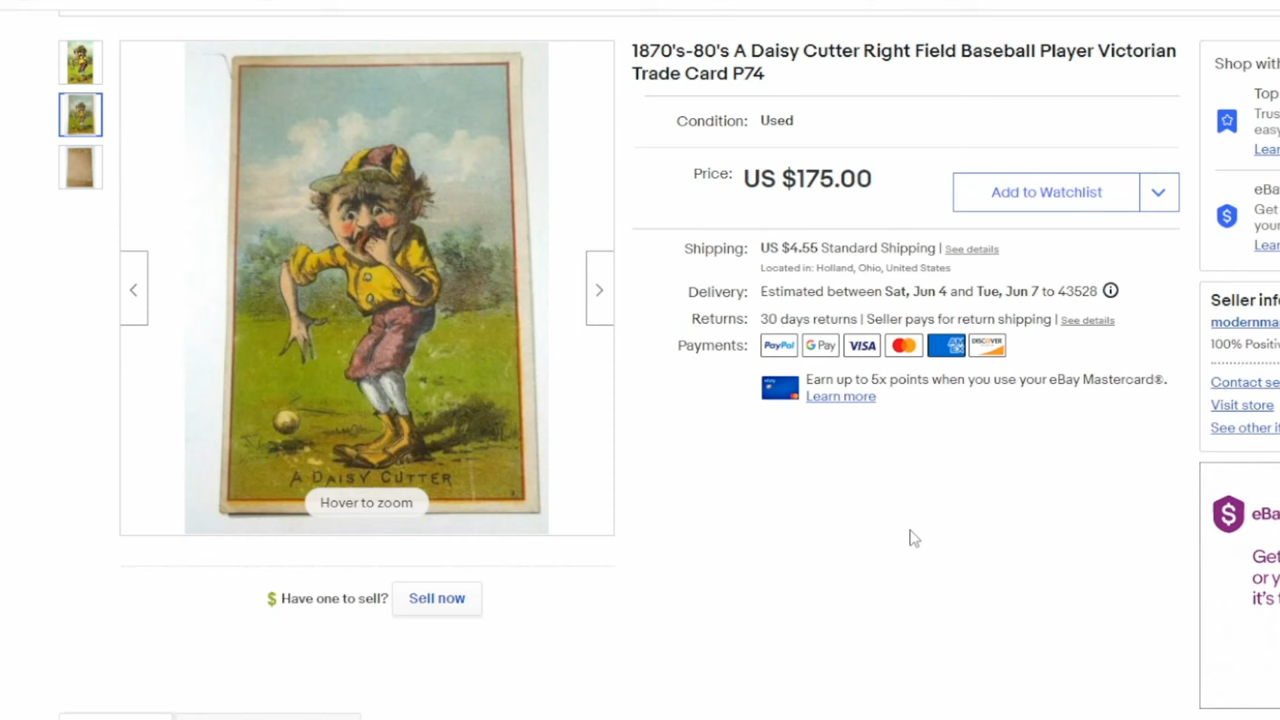 1870's-80's A Daisy Cutter Right Field Baseball Player Victorian
Trade Card P74
Condition: Used
Price: US $175.00
Add to Watchlist
Shipping: US $4.55 Standard Shipping | See details
Located in: Holland, Ohio, United States
Delivery: Estimated between Sat, Jun 4 and Tue, Jun 7 to 43528
Returns: 30 days returns | Seller pays for return shipping | See details
Payments: PayPal G Pay VISA DISCOVER
Earn up to 5x points when you use your eBay Mastercard®.
Learn more
A DAISY CUTTER
Hover to zoom
$ Have one to sell? Sell now
Shop with
Top
Trus
easy
Lear
eBa
Get
your
Lear
Seller info
modernma
100% Positiv
Contact se
Visit store
See other it
eBa
Get
or y
it's t